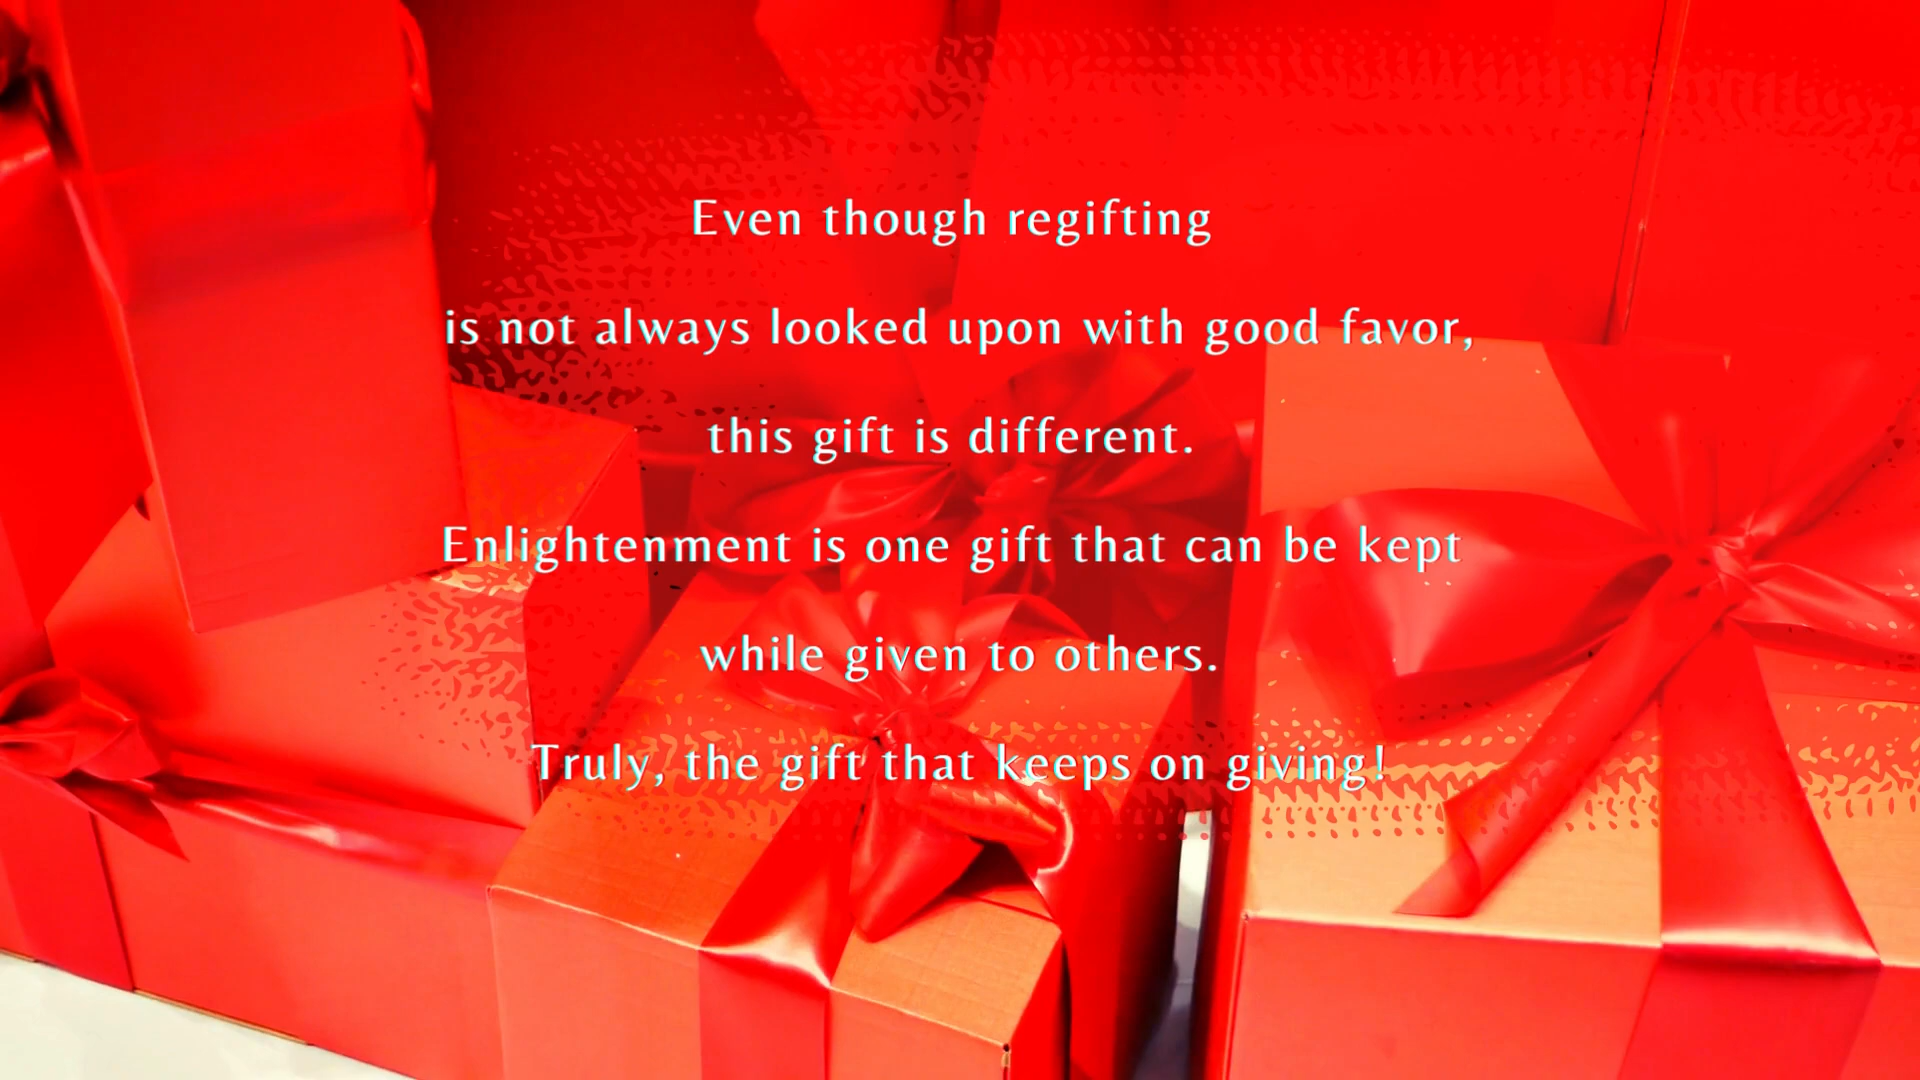 Even though regifting
is not always looked upon with good favor,
this gift is different.
Enlightenment is one gift that can be kept
while given to others.
Truly, the gift that keeps on giving!